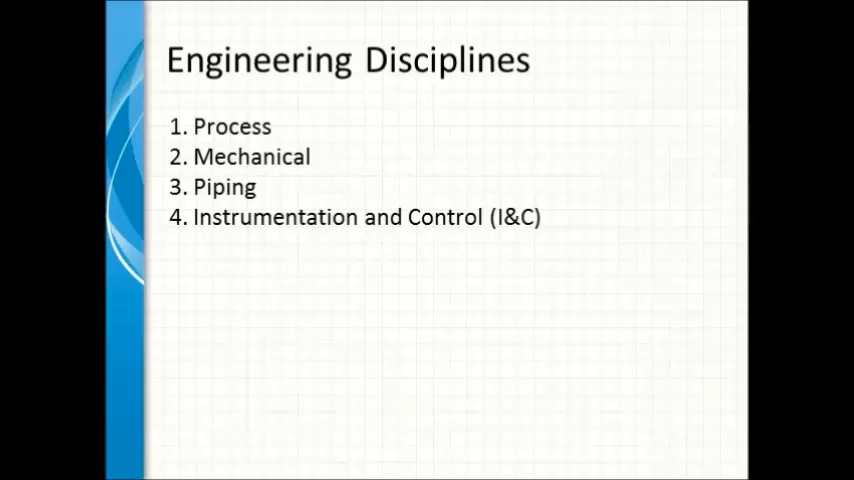 Engineering Disciplines
1. Process
2. Mechanical
3. Piping
4. Instrumentation and Control (I&C)